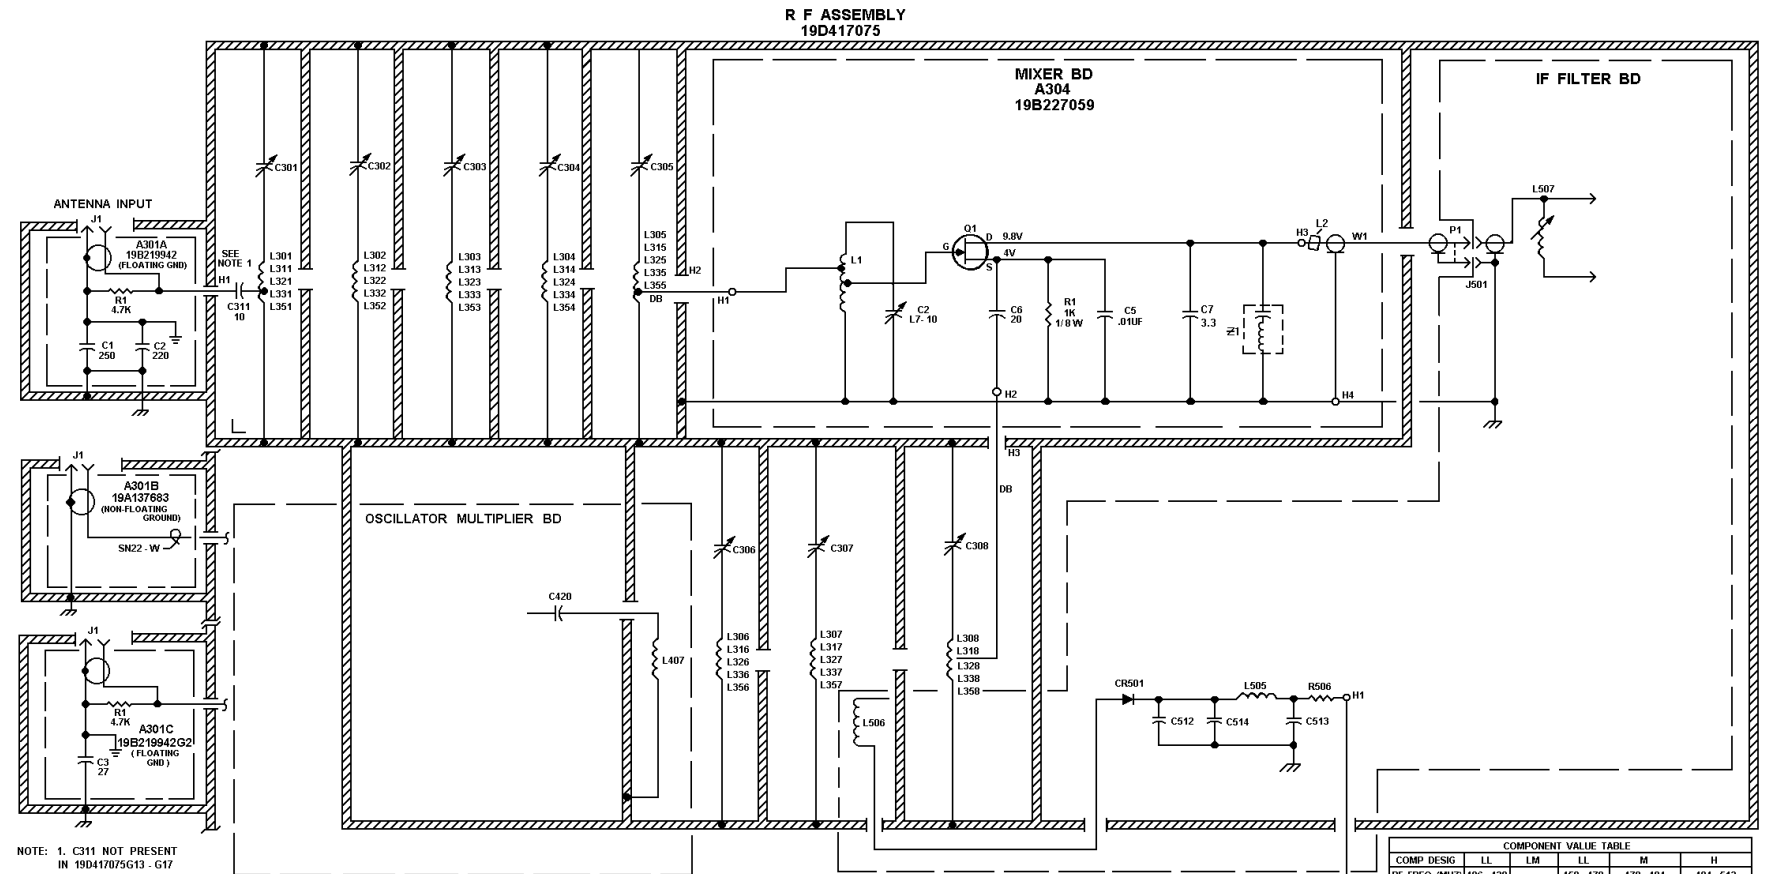 R F ASSEMBLY
19D417075
MIXER BD
A304
19B227059
IF FILTER BD
C301
C302
C303
C304
C305
ANTENNA INPUT
J1
A301A
19B219942
(FLOATING GND)
R1
4.7K
C1
250
C2
220
SEE
NOTE 1
H1
C311
10
L301
L311
L321
L331
L351
L302
L312
L322
L332
L352
L303
L313
L323
L333
L353
L304
L314
L324
L334
L354
L305
L315
L325
L335
L355
DB
H2
H1
L1
C2
L7-10
Q1
G
D
S
9.8V
4V
C6
20
R1
1K
1/8 W
C5
.01UF
C7
3.3
Z1
H3
L2
W1
H4
H2
P1
J501
L507
H3
DB
J1
A301B
19A137683
(NON-FLOATING
GROUND)
SN22 - W
OSCILLATOR MULTIPLIER BD
C420
L407
C306
C307
C308
L306
L316
L326
L336
L356
L307
L317
L327
L337
L357
L308
L318
L328
L338
L358
L506
CR501
C512
C514
L505
C513
R506
H1
J1
R1
4.7K
A301C
19B219942G2
( FLOATING
GND )
C3
27
NOTE: 1. C311 NOT PRESENT
IN 19D417075G13 - G17
COMPONENT VALUE TABLE
COMP DESIG LL LM LL M H